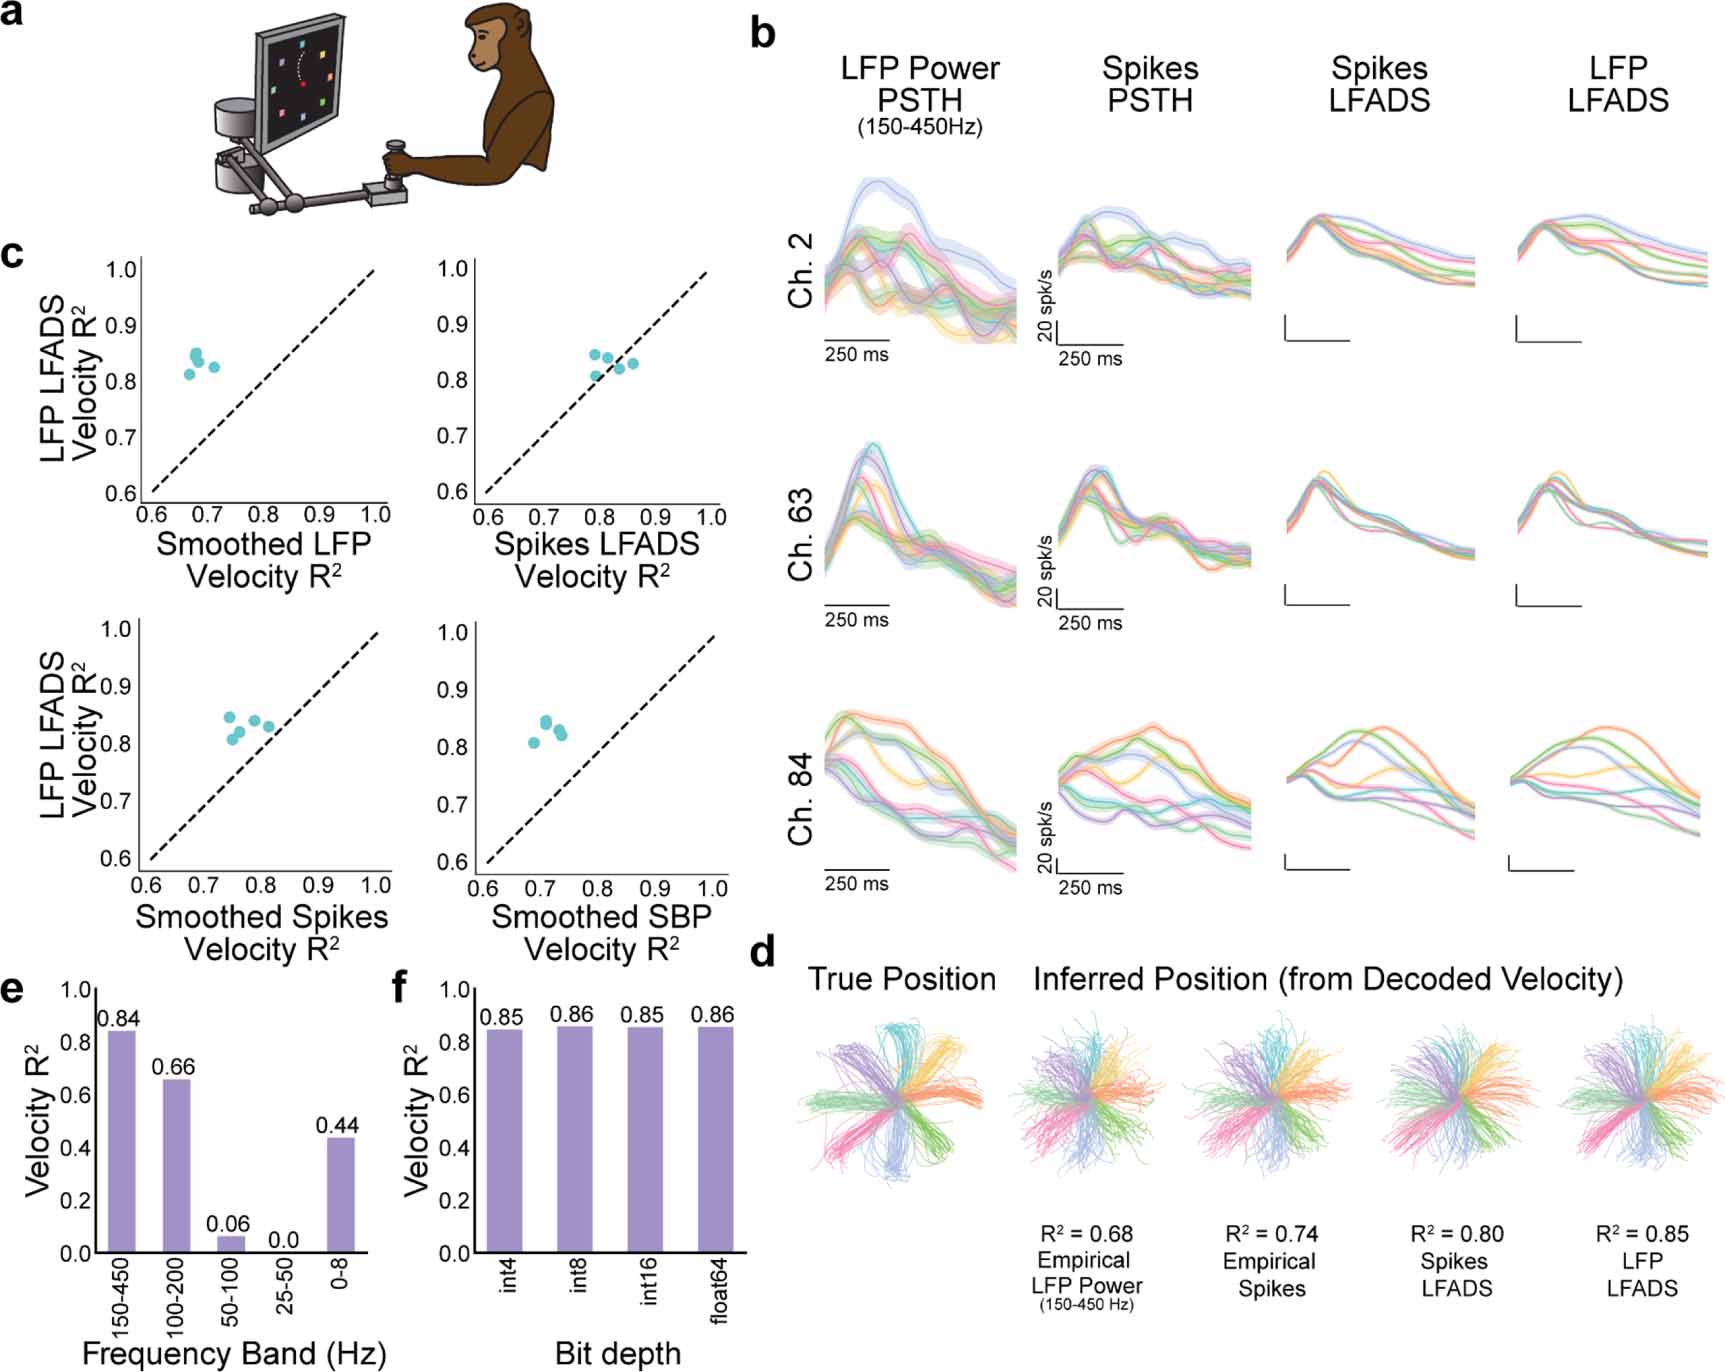 a
b
LFP Power
PSTH
(150-450Hz)
Spikes
PSTH
Spikes
LFADS
LFP
LFADS
Ch. 2
250 ms
20 spk/s
250 ms
Ch. 63
250 ms
20 spk/s
250 ms
Ch. 84
250 ms
20 spk/s
250 ms
c
LFP LFADS
Velocity R²
1.0
0.9
0.8
0.7
0.6
0.6 0.7 0.8 0.9 1.0
Smoothed LFP
Velocity R²
1.0
0.9
0.8
0.7
0.6
0.6 0.7 0.8 0.9 1.0
Spikes LFADS
Velocity R²
LFP LFADS
Velocity R²
1.0
0.9
0.8
0.7
0.6
0.6 0.7 0.8 0.9 1.0
Smoothed Spikes
Velocity R²
1.0
0.9
0.8
0.7
0.6
0.6 0.7 0.8 0.9 1.0
Smoothed SBP
Velocity R²
d
True Position
Inferred Position (from Decoded Velocity)
R² = 0.68
Empirical
LFP Power
(150-450 Hz)
R² = 0.74
Empirical
Spikes
R² = 0.80
Spikes
LFADS
R² = 0.85
LFP
LFADS
e
Velocity R²
1.0
0.8
0.6
0.4
0.2
0.0
0.84
0.66
0.06
0.0
0.44
150-450
100-200
50-100
25-50
0-8
Frequency Band (Hz)
f
Velocity R²
1.0
0.8
0.6
0.4
0.2
0.0
0.85
0.86
0.85
0.86
int4
int8
int16
float64
Bit depth